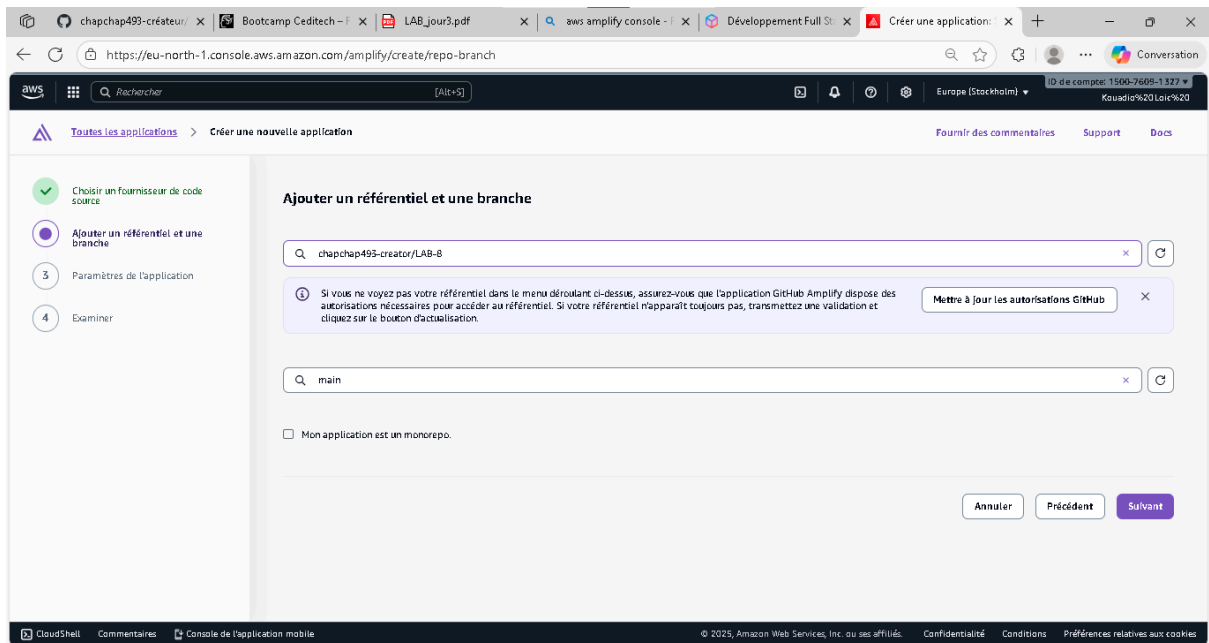 chapchap493-créateur/
Bootcamp Ceditech – F
LAB_jour3.pdf
aws amplify console - F
Développement Full St
Créer une application: S
https://eu-north-1.console.aws.amazon.com/amplify/create/repo-branch
Conversation
aws
Rechercher
[Alt+S]
Europe (Stockholm)
ID de compte: 1500-7609-1327
Kouadio%20Loic%20
Toutes les applications > Créer une nouvelle application
Fournir des commentaires
Support
Docs
Choisir un fournisseur de code
source
Ajouter un référentiel et une
branche
3 Paramètres de l'application
4 Examiner
Ajouter un référentiel et une branche
chapchap493-creator/LAB-8
Si vous ne voyez pas votre référentiel dans le menu déroulant ci-dessus, assurez-vous que l'application GitHub Amplify dispose des
autorisations nécessaires pour accéder au référentiel. Si votre référentiel n'apparaît toujours pas, transmettez une validation et
cliquez sur le bouton d'actualisation.
Mettre à jour les autorisations GitHub
main
Mon application est un monorepo.
Annuler
Précédent
Suivant
CloudShell
Commentaires
Console de l'application mobile
© 2025, Amazon Web Services, Inc. ou ses affiliés.
Confidentialité
Conditions
Préférences relatives aux cookies